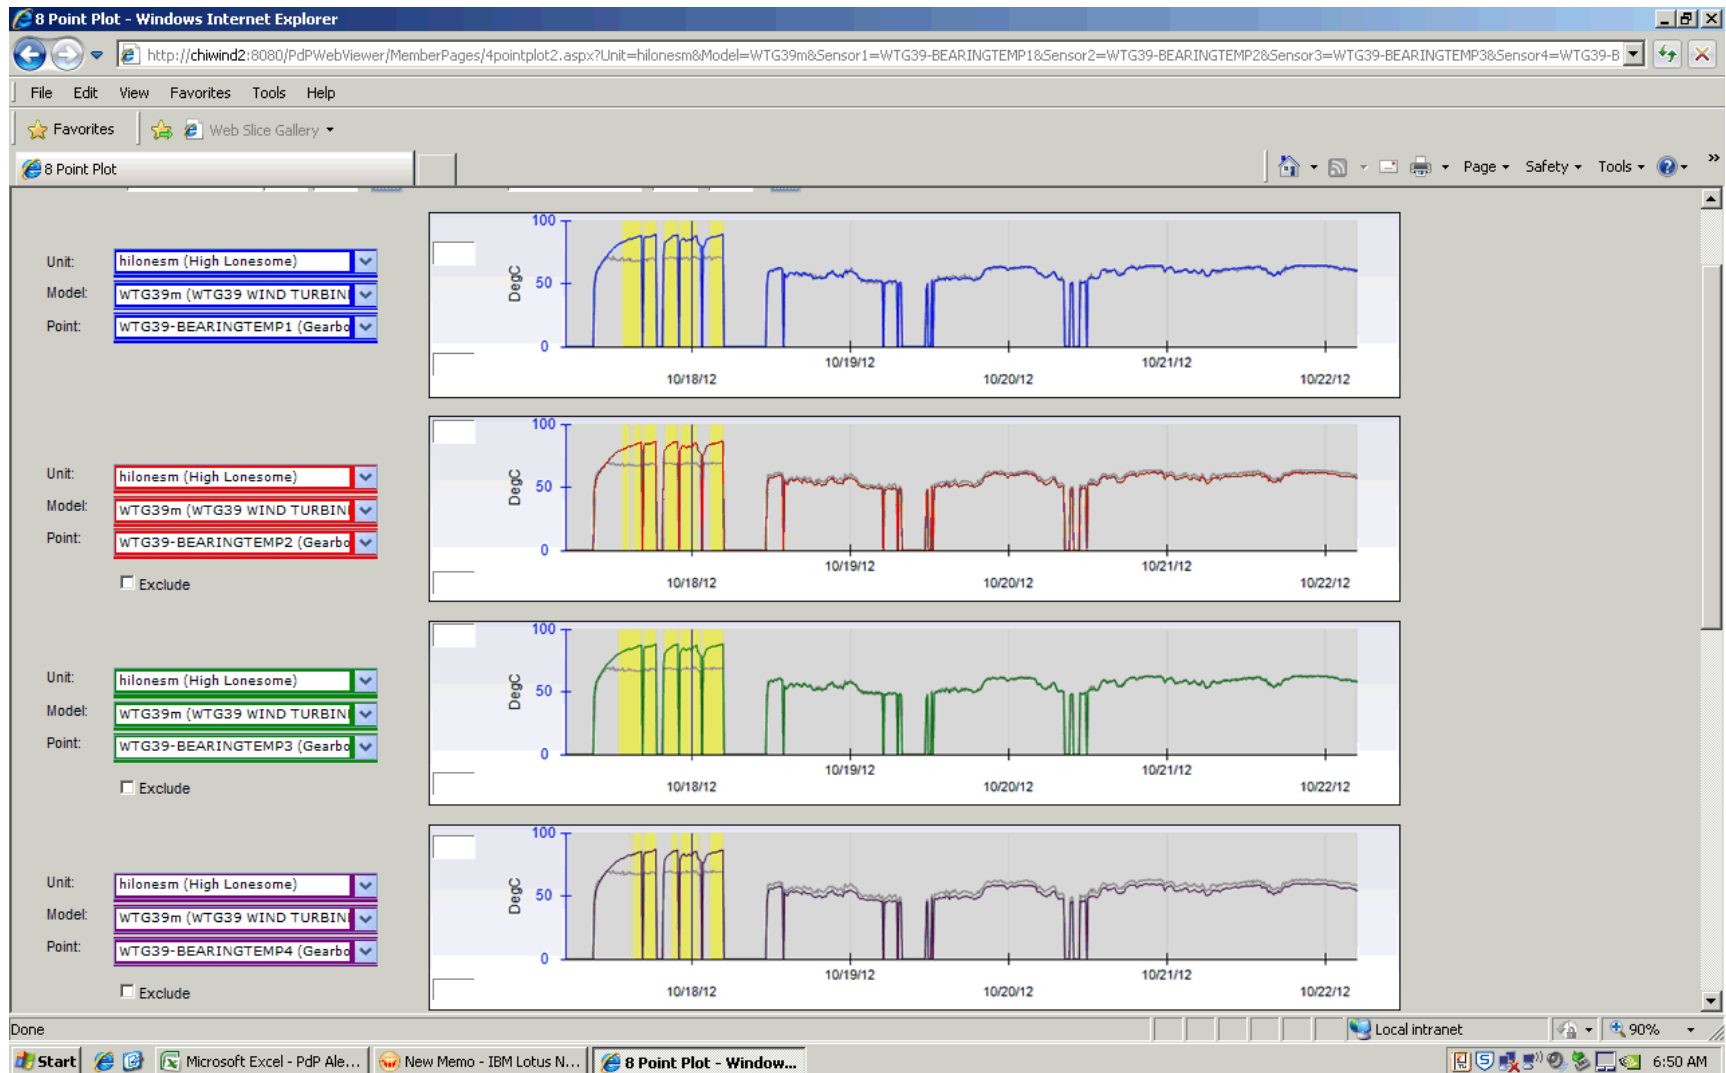 8 Point Plot - Windows Internet Explorer
http://chiwind2:8080/PdPWebViewer/MemberPages/4pointplot2.aspx?Unit=hilonesm&Model=WTG39m&Sensor1=WTG39-BEARINGTEMP1&Sensor2=WTG39-BEARINGTEMP2&Sensor3=WTG39-BEARINGTEMP3&Sensor4=WTG39-B
File Edit View Favorites Tools Help
Favorites Web Slice Gallery
8 Point Plot Page Safety Tools »
100
Unit: hilonesm (High Lonesome)
Model: WTG39m (WTG39 WIND TURBIN
Point: WTG39-BEARINGTEMP1 (Gearbo
DegC
50
0
10/19/12 10/21/12
10/18/12 10/20/12 10/22/12
100
Unit: hilonesm (High Lonesome)
Model: WTG39m (WTG39 WIND TURBIN
Point: WTG39-BEARINGTEMP2 (Gearbo
Exclude
DegC
50
0
10/19/12 10/21/12
10/18/12 10/20/12 10/22/12
100
Unit: hilonesm (High Lonesome)
Model: WTG39m (WTG39 WIND TURBIN
Point: WTG39-BEARINGTEMP3 (Gearbo
Exclude
DegC
50
0
10/19/12 10/21/12
10/18/12 10/20/12 10/22/12
100
Unit: hilonesm (High Lonesome)
Model: WTG39m (WTG39 WIND TURBIN
Point: WTG39-BEARINGTEMP4 (Gearbo
Exclude
DegC
50
0
10/19/12 10/21/12
10/18/12 10/20/12 10/22/12
Done Local intranet 90%
Start Microsoft Excel - PdP Ale... New Memo - IBM Lotus N... 8 Point Plot - Window... 6:50 AM